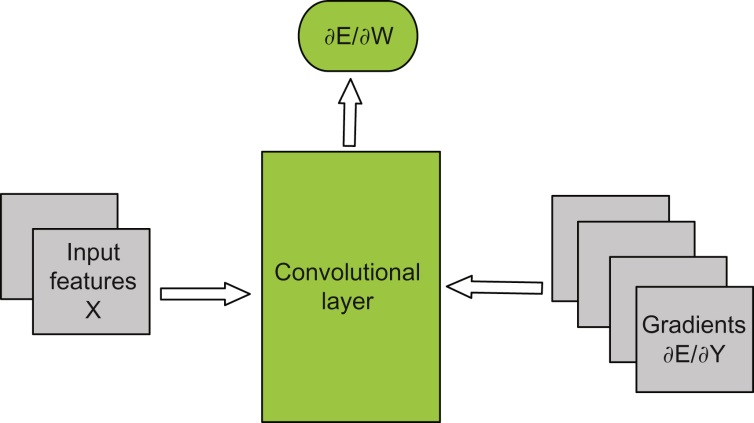 ∂E/∂W
Input
features
X
Convolutional
layer
Gradients
∂E/∂Y